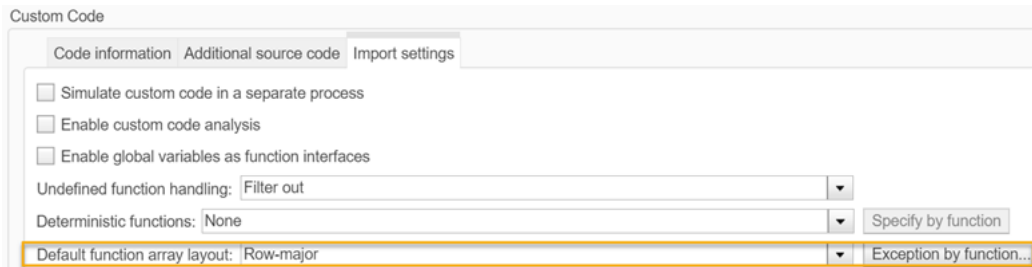 Custom Code
Code information Additional source code Import settings
Simulate custom code in a separate process
Enable custom code analysis
Enable global variables as function interfaces
Undefined function handling: Filter out
Deterministic functions: None Specify by function
Default function array layout: Row-major Exception by function...